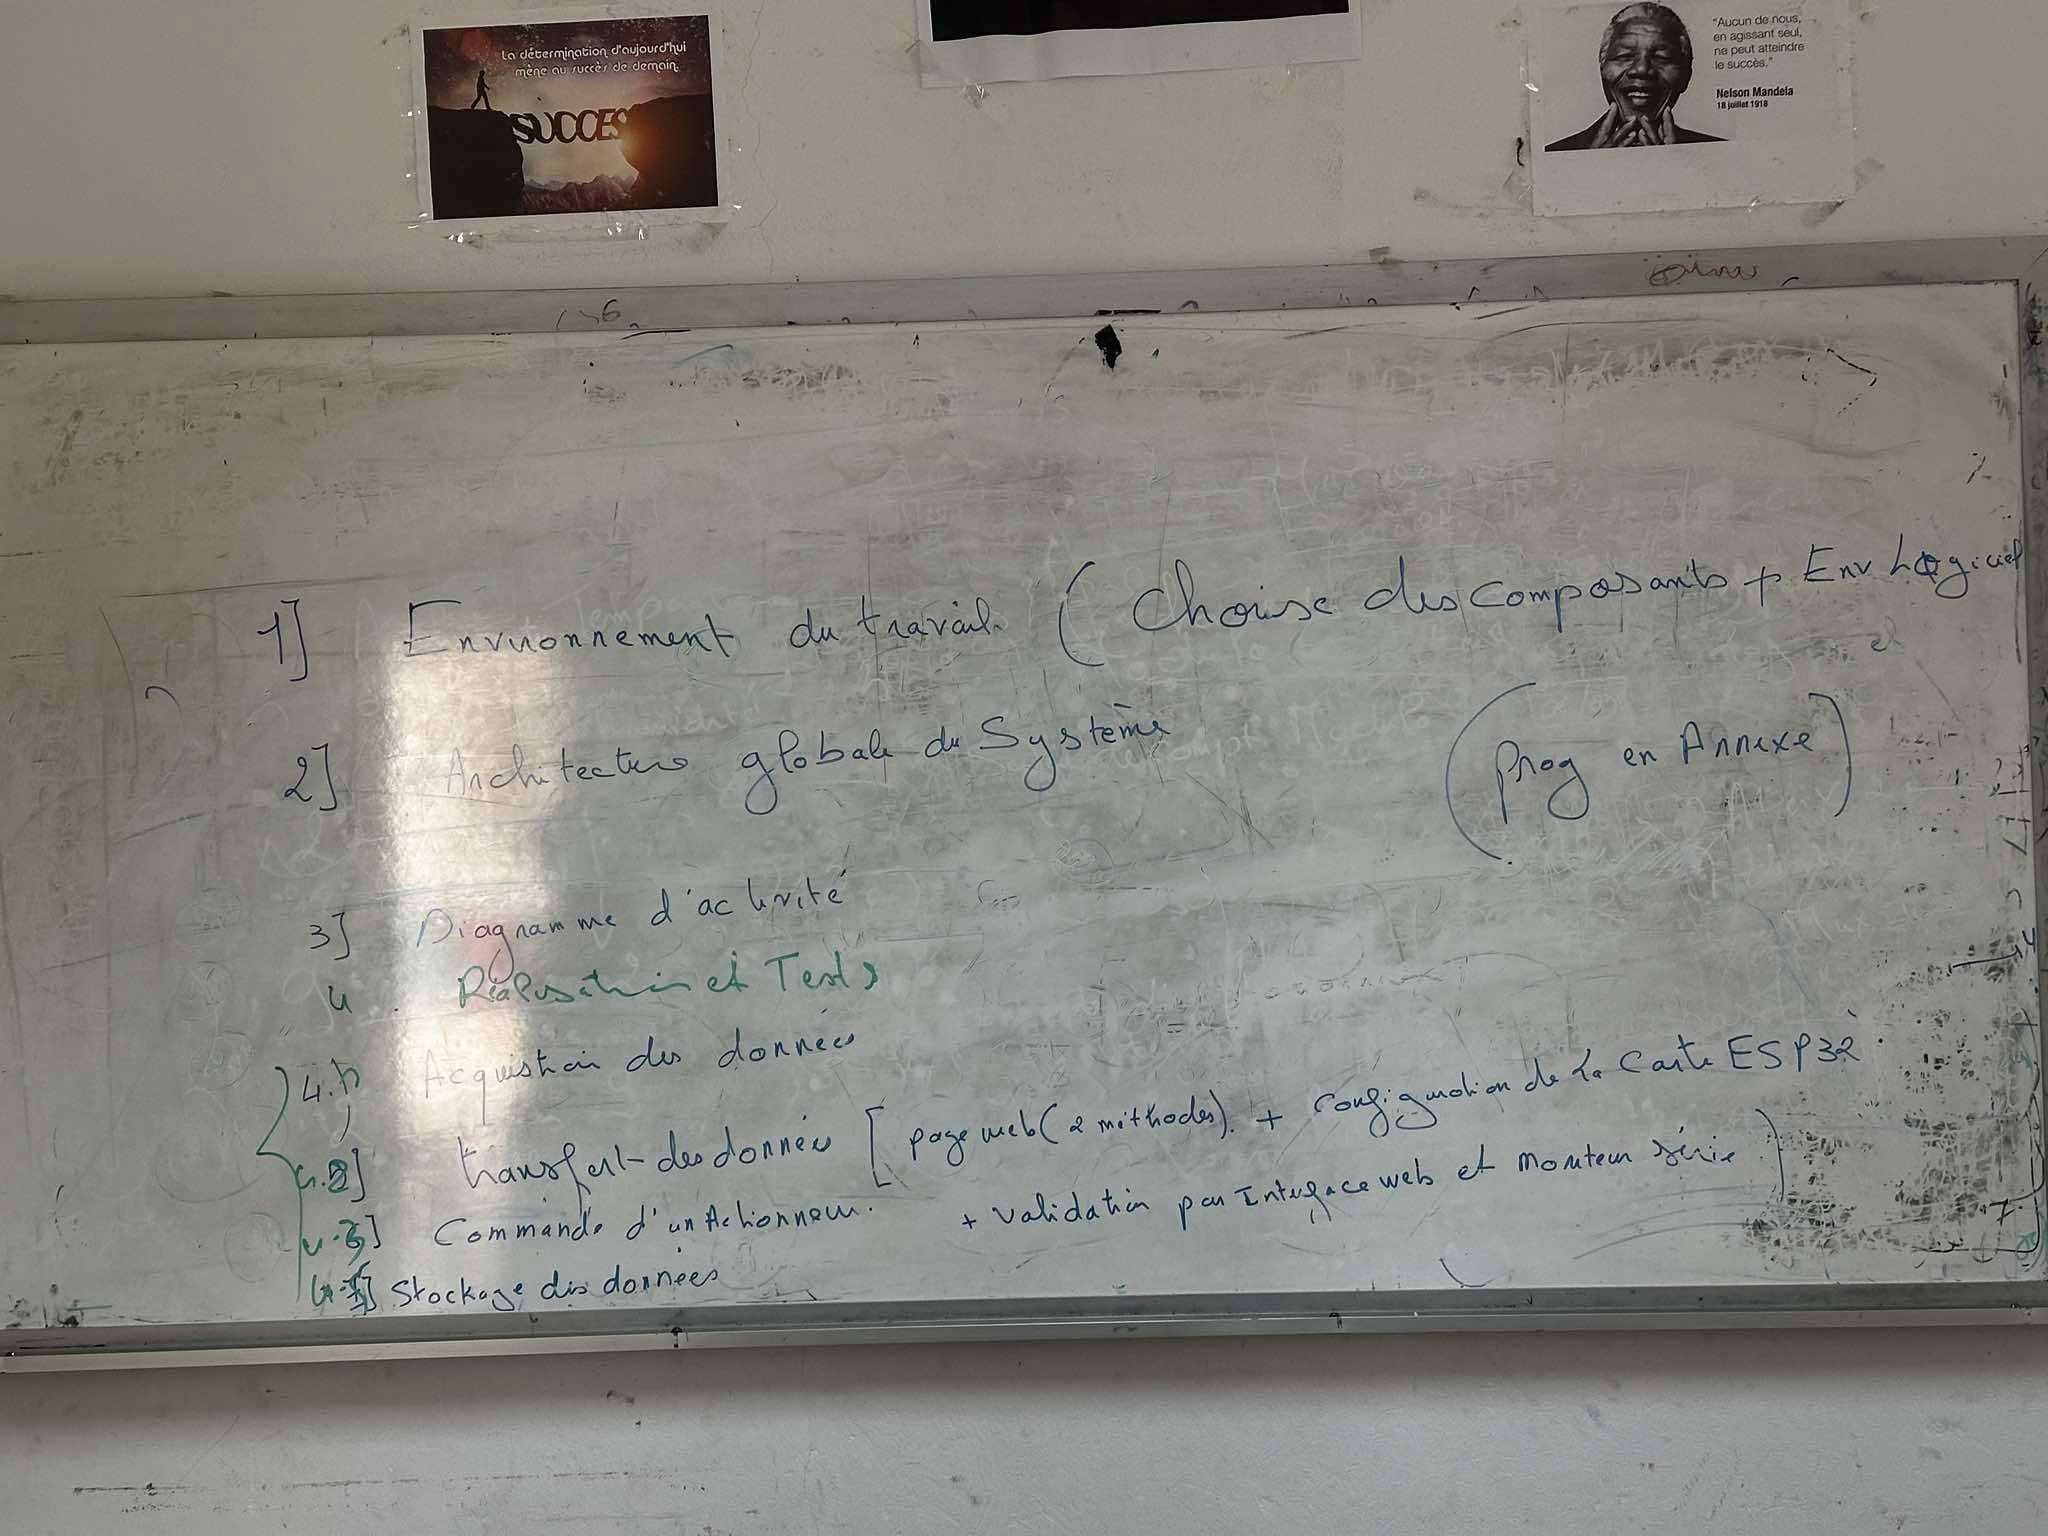 La détermination d'aujourd'hui
mène au succès de demain.
SUCCES
"Aucun de nous,
en agissant seul,
ne peut atteindre
le succès."
Nelson Mandela
18 juillet 1918
1] Environnement du travail. ( Choise des composants + Env Logiciel
2] Architecture globale du Système (prog en Annexe)
3] Diagramme d'activité
4 . Réalisation et Tests
4.1) Acquistion des données
4.2] transfert des données [ page web (2 méthodes). + configuration de la Carte ESP32
4.3] Commande d'un Actionneur. + validation par Interface web et moniteur série )
4.4] Stockage des données